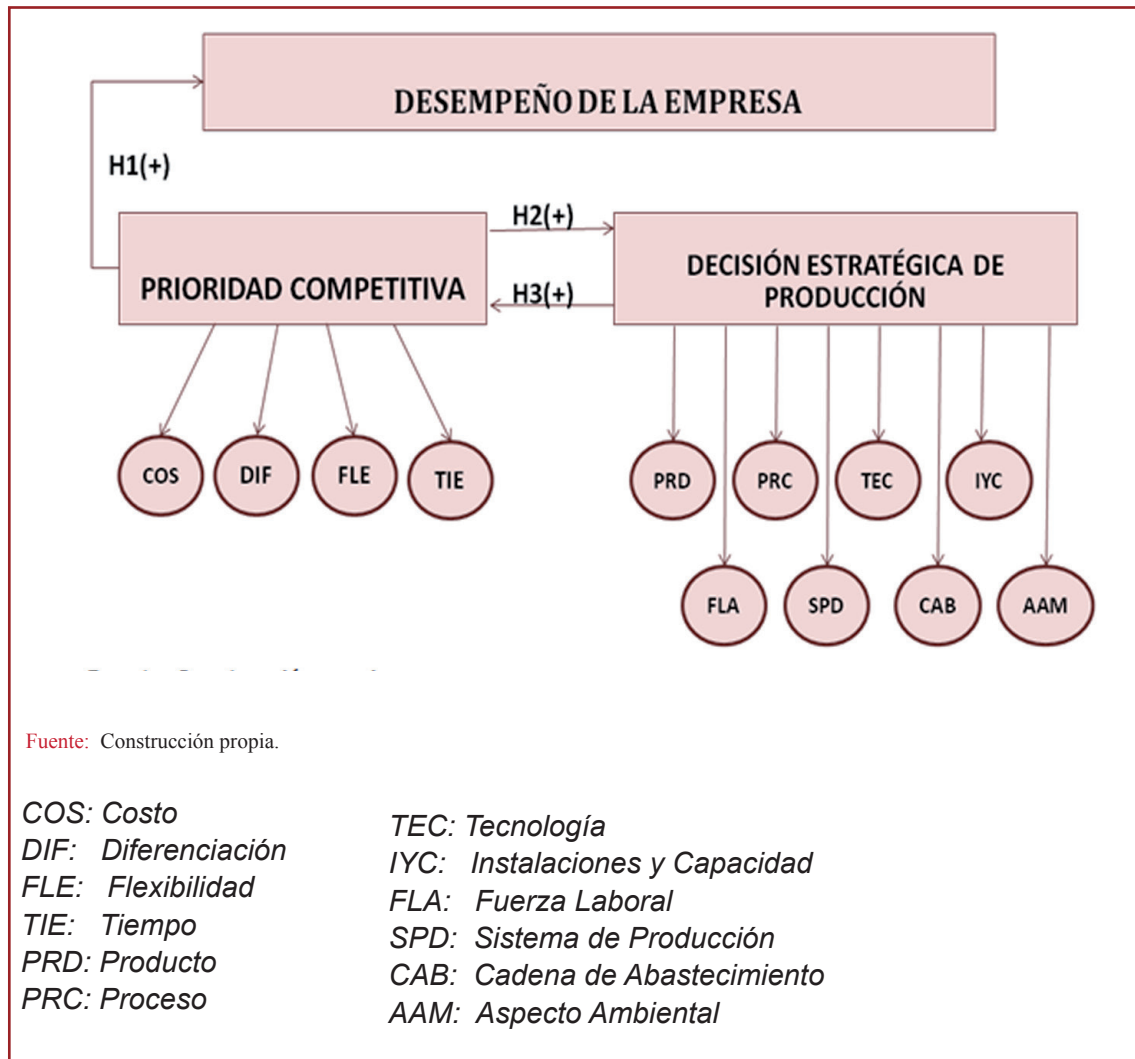 DESEMPEÑO DE LA EMPRESA
H1(+)
H2(+)
PRIORIDAD COMPETITIVA
DECISIÓN ESTRATÉGICA DE
PRODUCCIÓN
H3(+)
COS DIF FLE TIE
PRD PRC TEC IYC
FLA SPD CAB AAM
Fuente: Construcción propia.
COS: Costo
DIF: Diferenciación
FLE: Flexibilidad
TIE: Tiempo
PRD: Producto
PRC: Proceso
TEC: Tecnología
IYC: Instalaciones y Capacidad
FLA: Fuerza Laboral
SPD: Sistema de Producción
CAB: Cadena de Abastecimiento
AAM: Aspecto Ambiental